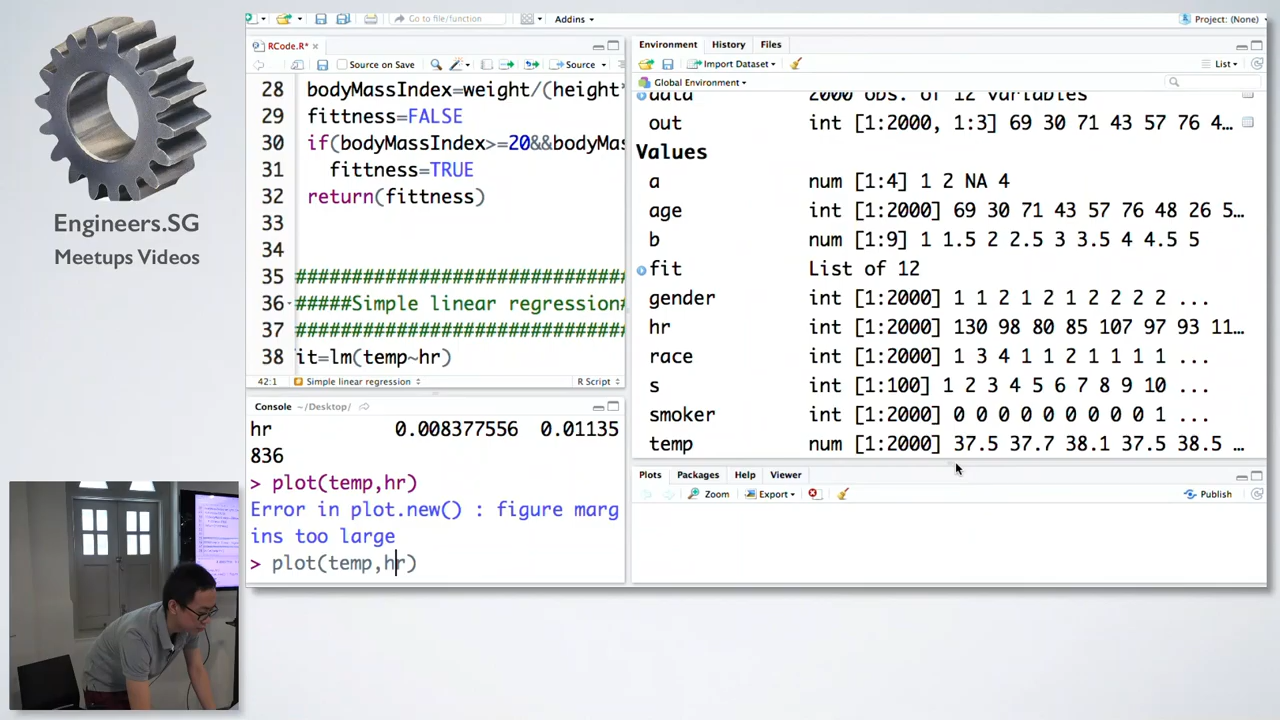 Go to file/function
Addins
Project: (None)
RCode.R*
Source on Save
Source
28 bodyMassIndex=weight/(height*
29 fittness=FALSE
30 if(bodyMassIndex>=20&&bodyMas
31 fittness=TRUE
32 return(fittness)
33
34
35 #############################
36 #####Simple linear regression#
37 #############################
38 it=lm(temp~hr)
42:1 Simple linear regression R Script
Console ~/Desktop/
hr 0.008377556 0.01135
836
> plot(temp,hr)
Error in plot.new() : figure marg
ins too large
> plot(temp,hr)
Environment History Files
Import Dataset List
Global Environment
data 2000 obs. of 12 variables
out int [1:2000, 1:3] 69 30 71 43 57 76 4…
Values
a num [1:4] 1 2 NA 4
age int [1:2000] 69 30 71 43 57 76 48 26 5…
b num [1:9] 1 1.5 2 2.5 3 3.5 4 4.5 5
fit List of 12
gender int [1:2000] 1 1 2 1 2 1 2 2 2 2 ...
hr int [1:2000] 130 98 80 85 107 97 93 11…
race int [1:2000] 1 3 4 1 1 2 1 1 1 1 ...
s int [1:100] 1 2 3 4 5 6 7 8 9 10 ...
smoker int [1:2000] 0 0 0 0 0 0 0 0 0 1 ...
temp num [1:2000] 37.5 37.7 38.1 37.5 38.5 …
Plots Packages Help Viewer
Zoom Export Publish
Engineers.SG
Meetups Videos